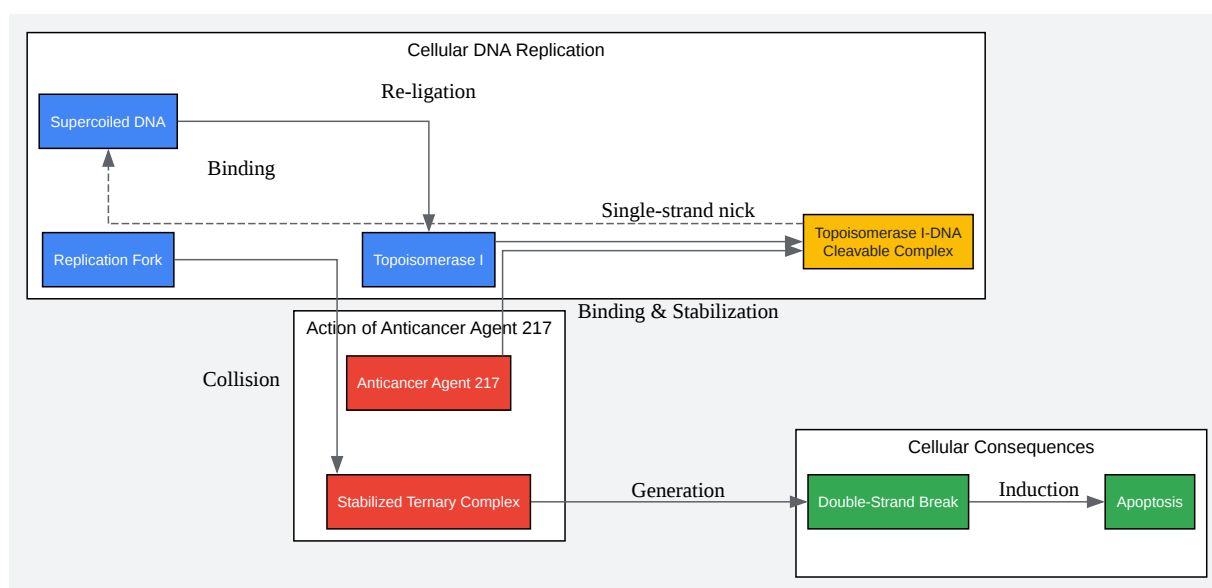 Cellular DNA Replication
Re-ligation
Supercoiled DNA
Binding
Single-strand nick
Topoisomerase I-DNA
Cleavable Complex
Replication Fork
Topoisomerase I
Binding & Stabilization
Action of Anticancer Agent 217
Collision
Anticancer Agent 217
Cellular Consequences
Stabilized Ternary Complex
Generation
Double-Strand Break
Induction
Apoptosis